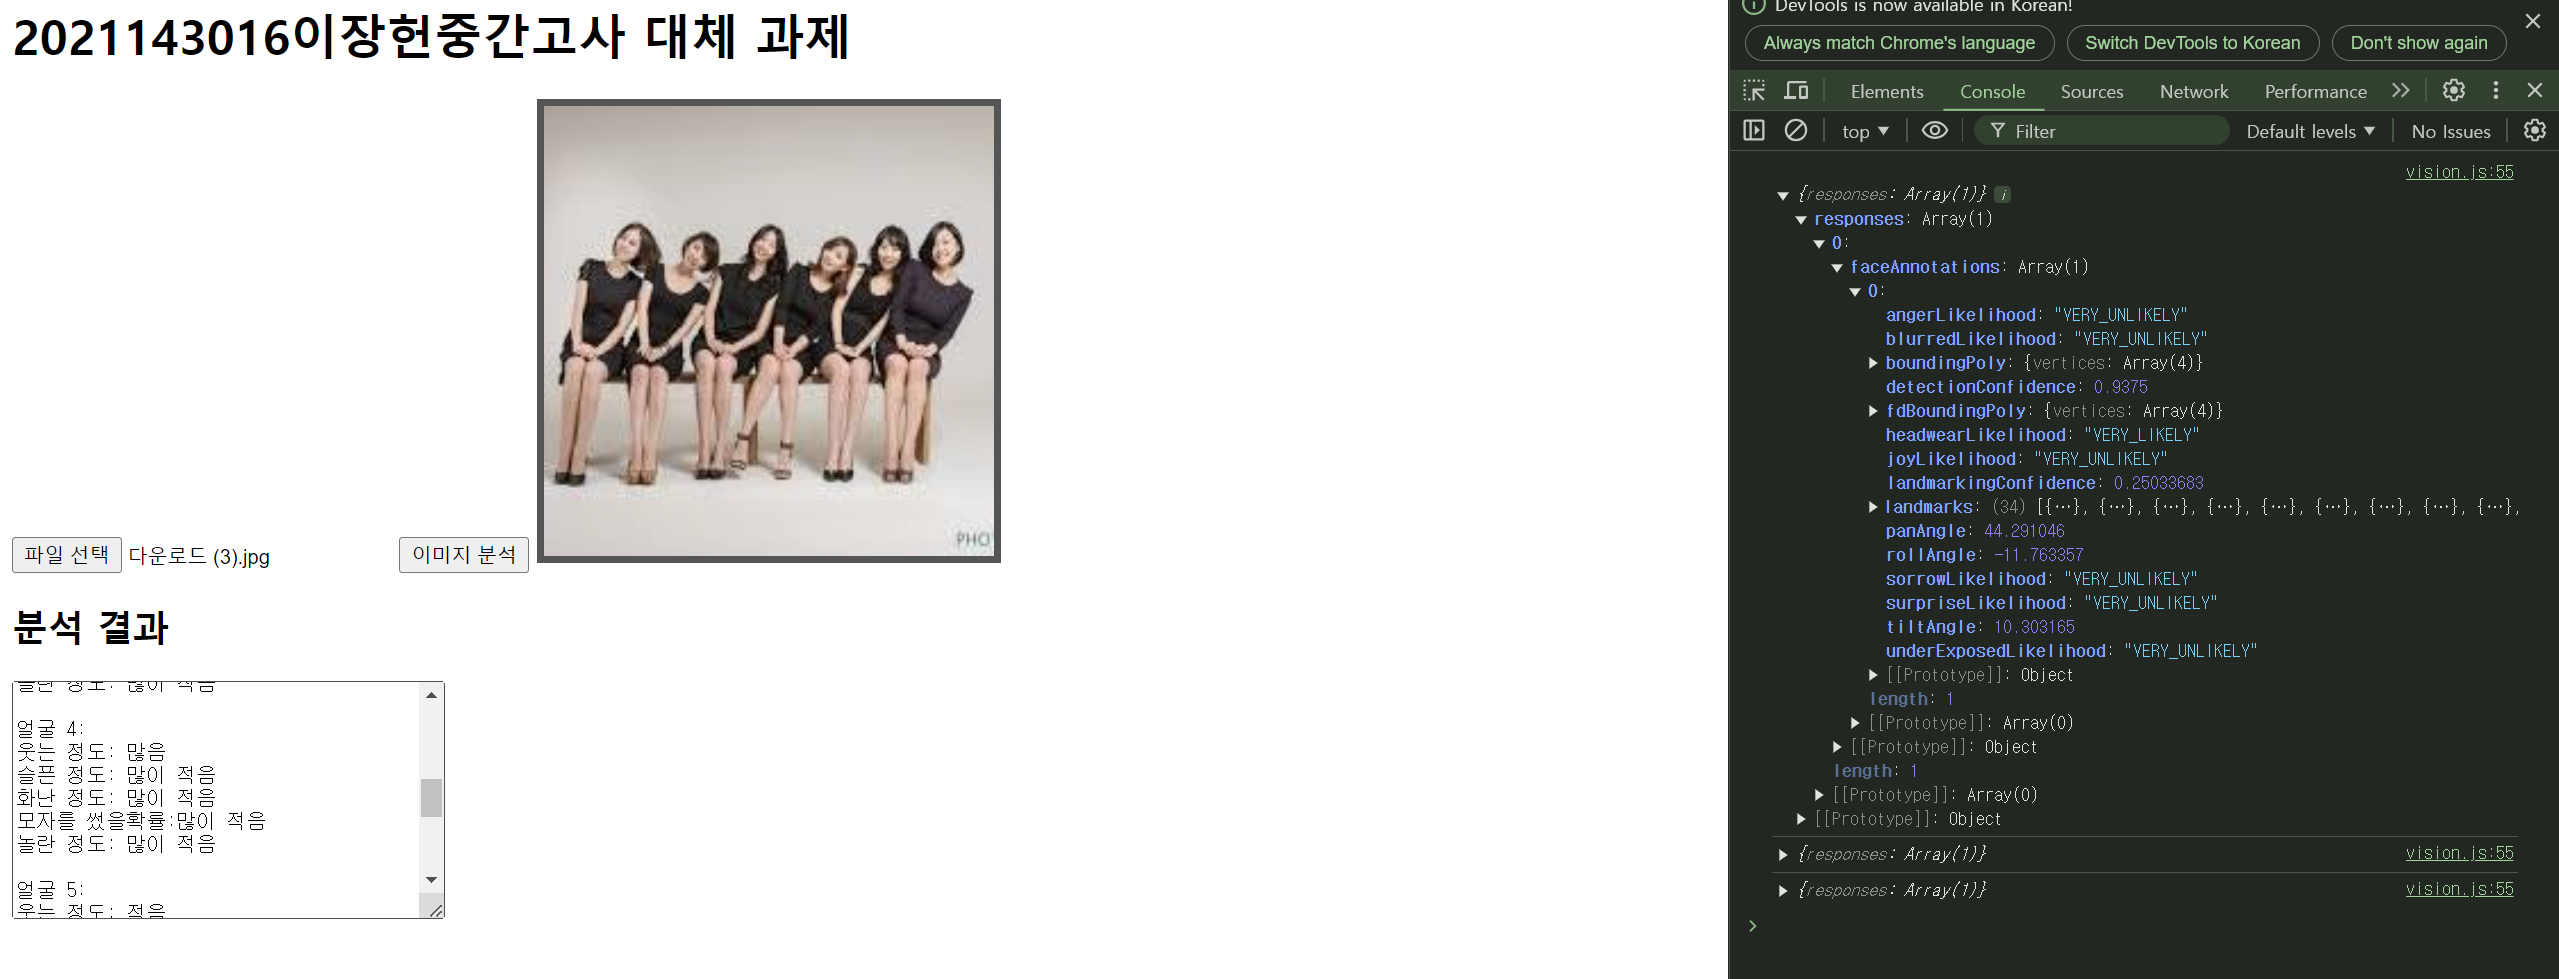 2021143016이장헌중간고사 대체 과제
PHO
파일 선택 다운로드 (3).jpg 이미지 분석
분석 결과
놀란 정도: 많이 적음
얼굴 4:
웃는 정도: 많음
슬픈 정도: 많이 적음
화난 정도: 많이 적음
모자를 썼을확률:많이 적음
놀란 정도: 많이 적음
얼굴 5:
웃는 정도: 적음
DevTools is now available in Korean!
Always match Chrome's language Switch DevTools to Korean Don't show again
Elements Console Sources Network Performance
top Filter Default levels No Issues
vision.js:55
{responses: Array(1)} i
responses: Array(1)
0:
faceAnnotations: Array(1)
0:
angerLikelihood: "VERY_UNLIKELY"
blurredLikelihood: "VERY_UNLIKELY"
boundingPoly: {vertices: Array(4)}
detectionConfidence: 0.9375
fdBoundingPoly: {vertices: Array(4)}
headwearLikelihood: "VERY_LIKELY"
joyLikelihood: "VERY_UNLIKELY"
landmarkingConfidence: 0.25033683
landmarks: (34) [{…}, {…}, {…}, {…}, {…}, {…}, {…}, {…}, {…},
panAngle: 44.291046
rollAngle: -11.763357
sorrowLikelihood: "VERY_UNLIKELY"
surpriseLikelihood: "VERY_UNLIKELY"
tiltAngle: 10.303165
underExposedLikelihood: "VERY_UNLIKELY"
[[Prototype]]: Object
length: 1
[[Prototype]]: Array(0)
[[Prototype]]: Object
length: 1
[[Prototype]]: Array(0)
[[Prototype]]: Object
{responses: Array(1)} vision.js:55
{responses: Array(1)} vision.js:55